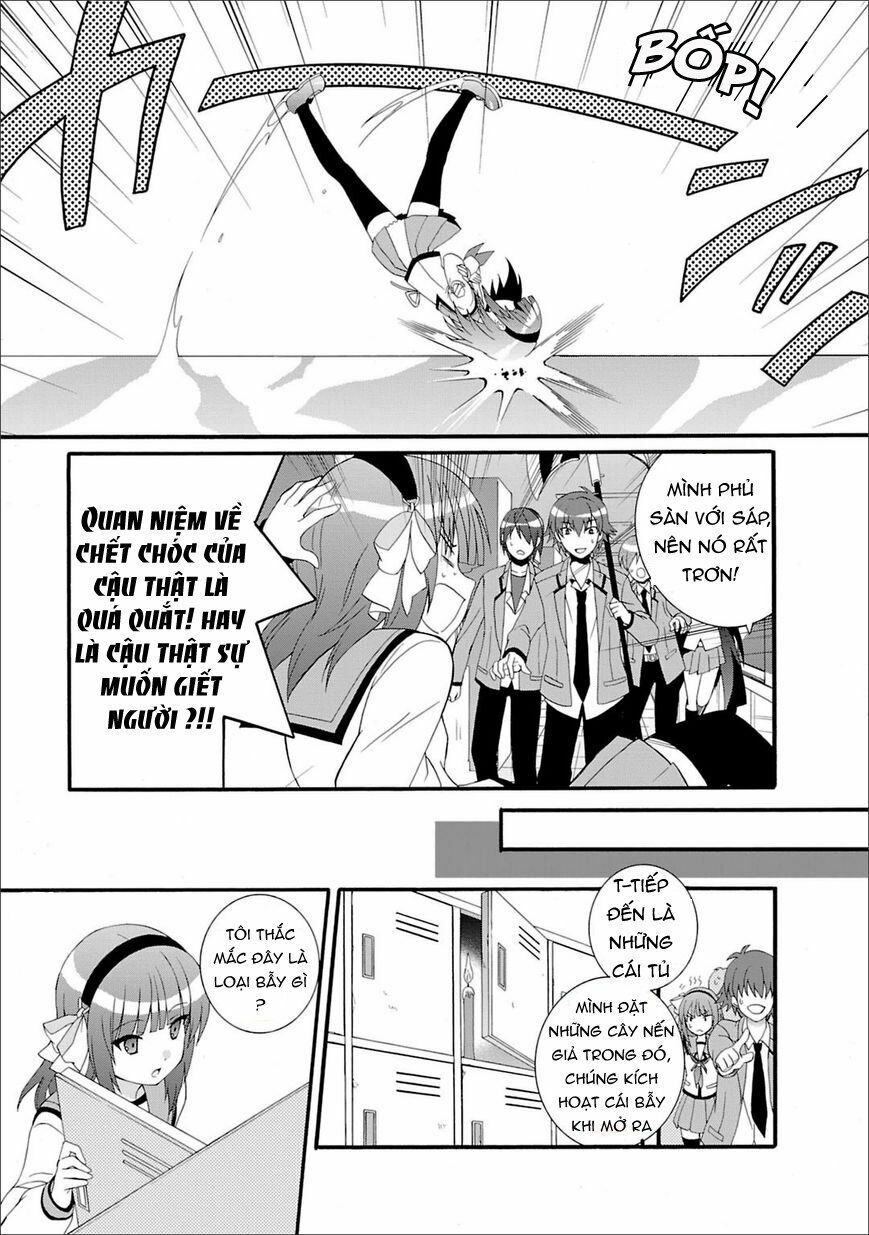 BỐP!
MÌNH PHỦ
SÀN VỚI SÁP,
NÊN NÓ RẤT
TRƠN!
QUAN NIỆM VỀ
CHẾT CHÓC CỦA
CẬU THẬT LÀ
QUÁ QUẮT! HAY
LÀ CẬU THẬT SỰ
MUỐN GIẾT
NGƯỜI ?!!
T-TIẾP
ĐẾN LÀ
NHỮNG
CÁI TỦ
MÌNH ĐẶT
NHỮNG CÂY NẾN
GIẢ TRONG ĐÓ,
CHÚNG KÍCH
HOẠT CÁI BẪY
KHI MỞ RA
TÔI THẮC
MẮC ĐÂY LÀ
LOẠI BẪY GÌ
?